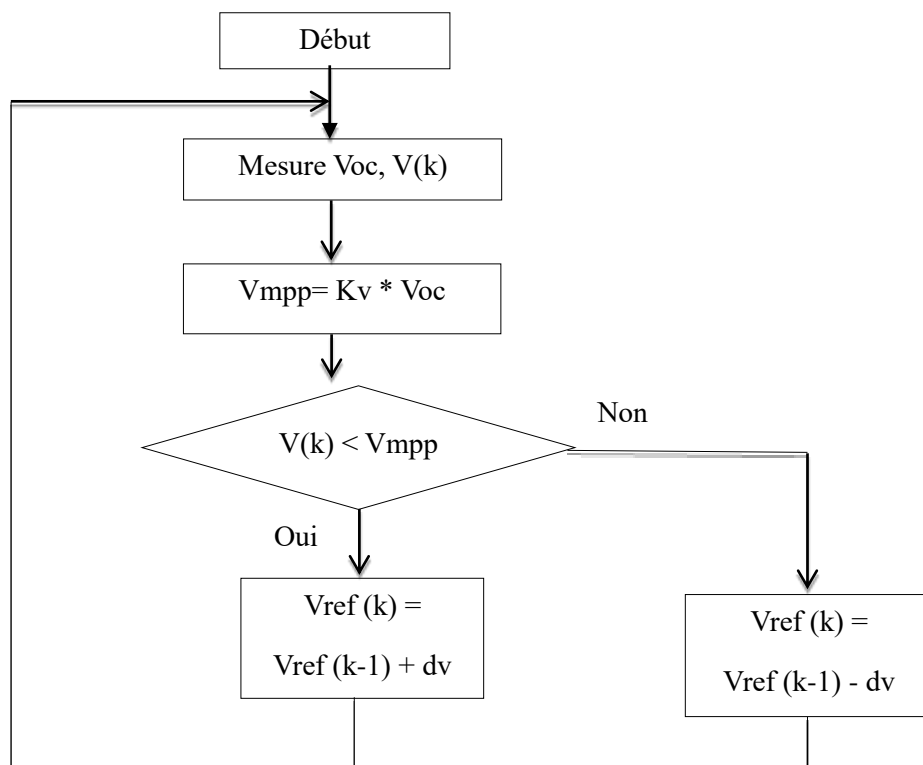 Début
Mesure Voc, V(k)
Vmpp= Kv * Voc
V(k) < Vmpp
Non
Oui
Vref (k) =
Vref (k-1) + dv
Vref (k) =
Vref (k-1) - dv